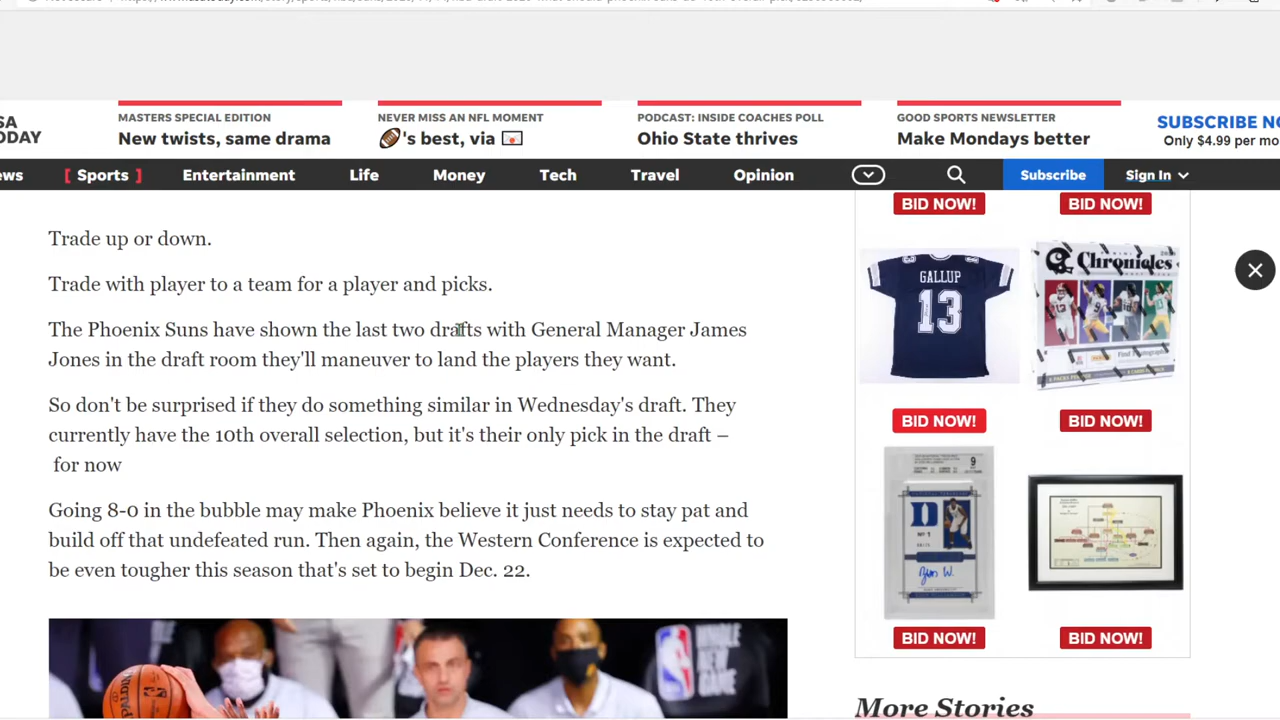 MASTERS SPECIAL EDITION
New twists, same drama
NEVER MISS AN NFL MOMENT
🏈's best, via 💌
PODCAST: INSIDE COACHES POLL
Ohio State thrives
GOOD SPORTS NEWSLETTER
Make Mondays better
SUBSCRIBE NO
Only $4.99 per mo
SA
ODAY
ews
[ Sports ]
Entertainment
Life
Money
Tech
Travel
Opinion
Subscribe
Sign In
Trade up or down.
Trade with player to a team for a player and picks.
The Phoenix Suns have shown the last two drafts with General Manager James
Jones in the draft room they'll maneuver to land the players they want.
So don't be surprised if they do something similar in Wednesday's draft. They
currently have the 10th overall selection, but it's their only pick in the draft –
for now
Going 8-0 in the bubble may make Phoenix believe it just needs to stay pat and
build off that undefeated run. Then again, the Western Conference is expected to
be even tougher this season that's set to begin Dec. 22.
BID NOW!
BID NOW!
GALLUP
13
Chronicles
BID NOW!
BID NOW!
9
D
Nº 1
BID NOW!
BID NOW!
More Stories
SPALDING
WHOLE
NEW
GAME
NBA